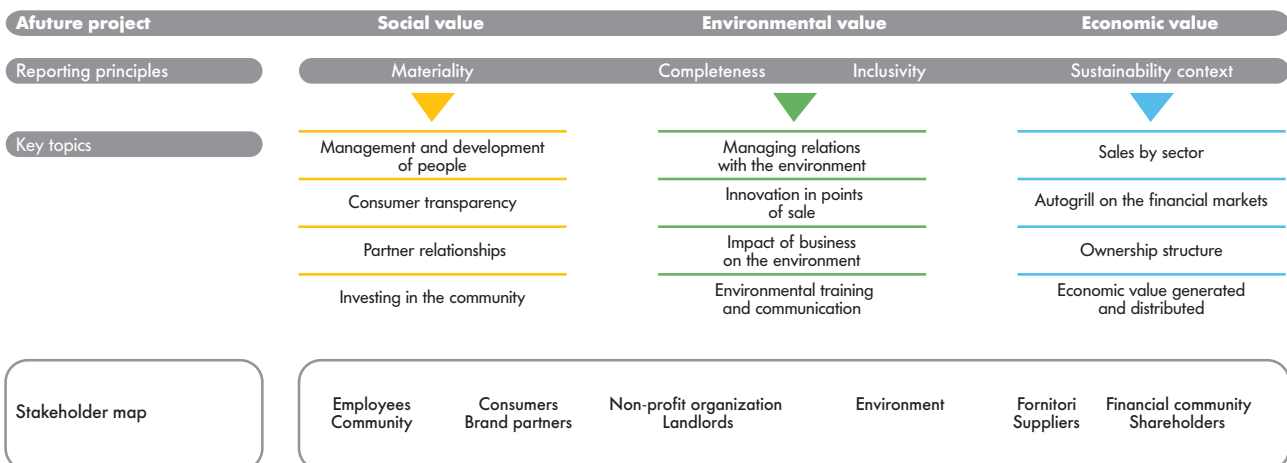 Afuture project Social value Environmental value Economic value
Reporting principles Materiality Completeness Inclusivity Sustainability context
Key topics
Management and development
of people
Consumer transparency
Partner relationships
Investing in the community
Managing relations
with the environment
Innovation in points
of sale
Impact of business
on the environment
Environmental training
and communication
Sales by sector
Autogrill on the financial markets
Ownership structure
Economic value generated
and distributed
Stakeholder map
Employees
Community
Consumers
Brand partners
Non-profit organization
Landlords
Environment
Fornitori
Suppliers
Financial community
Shareholders